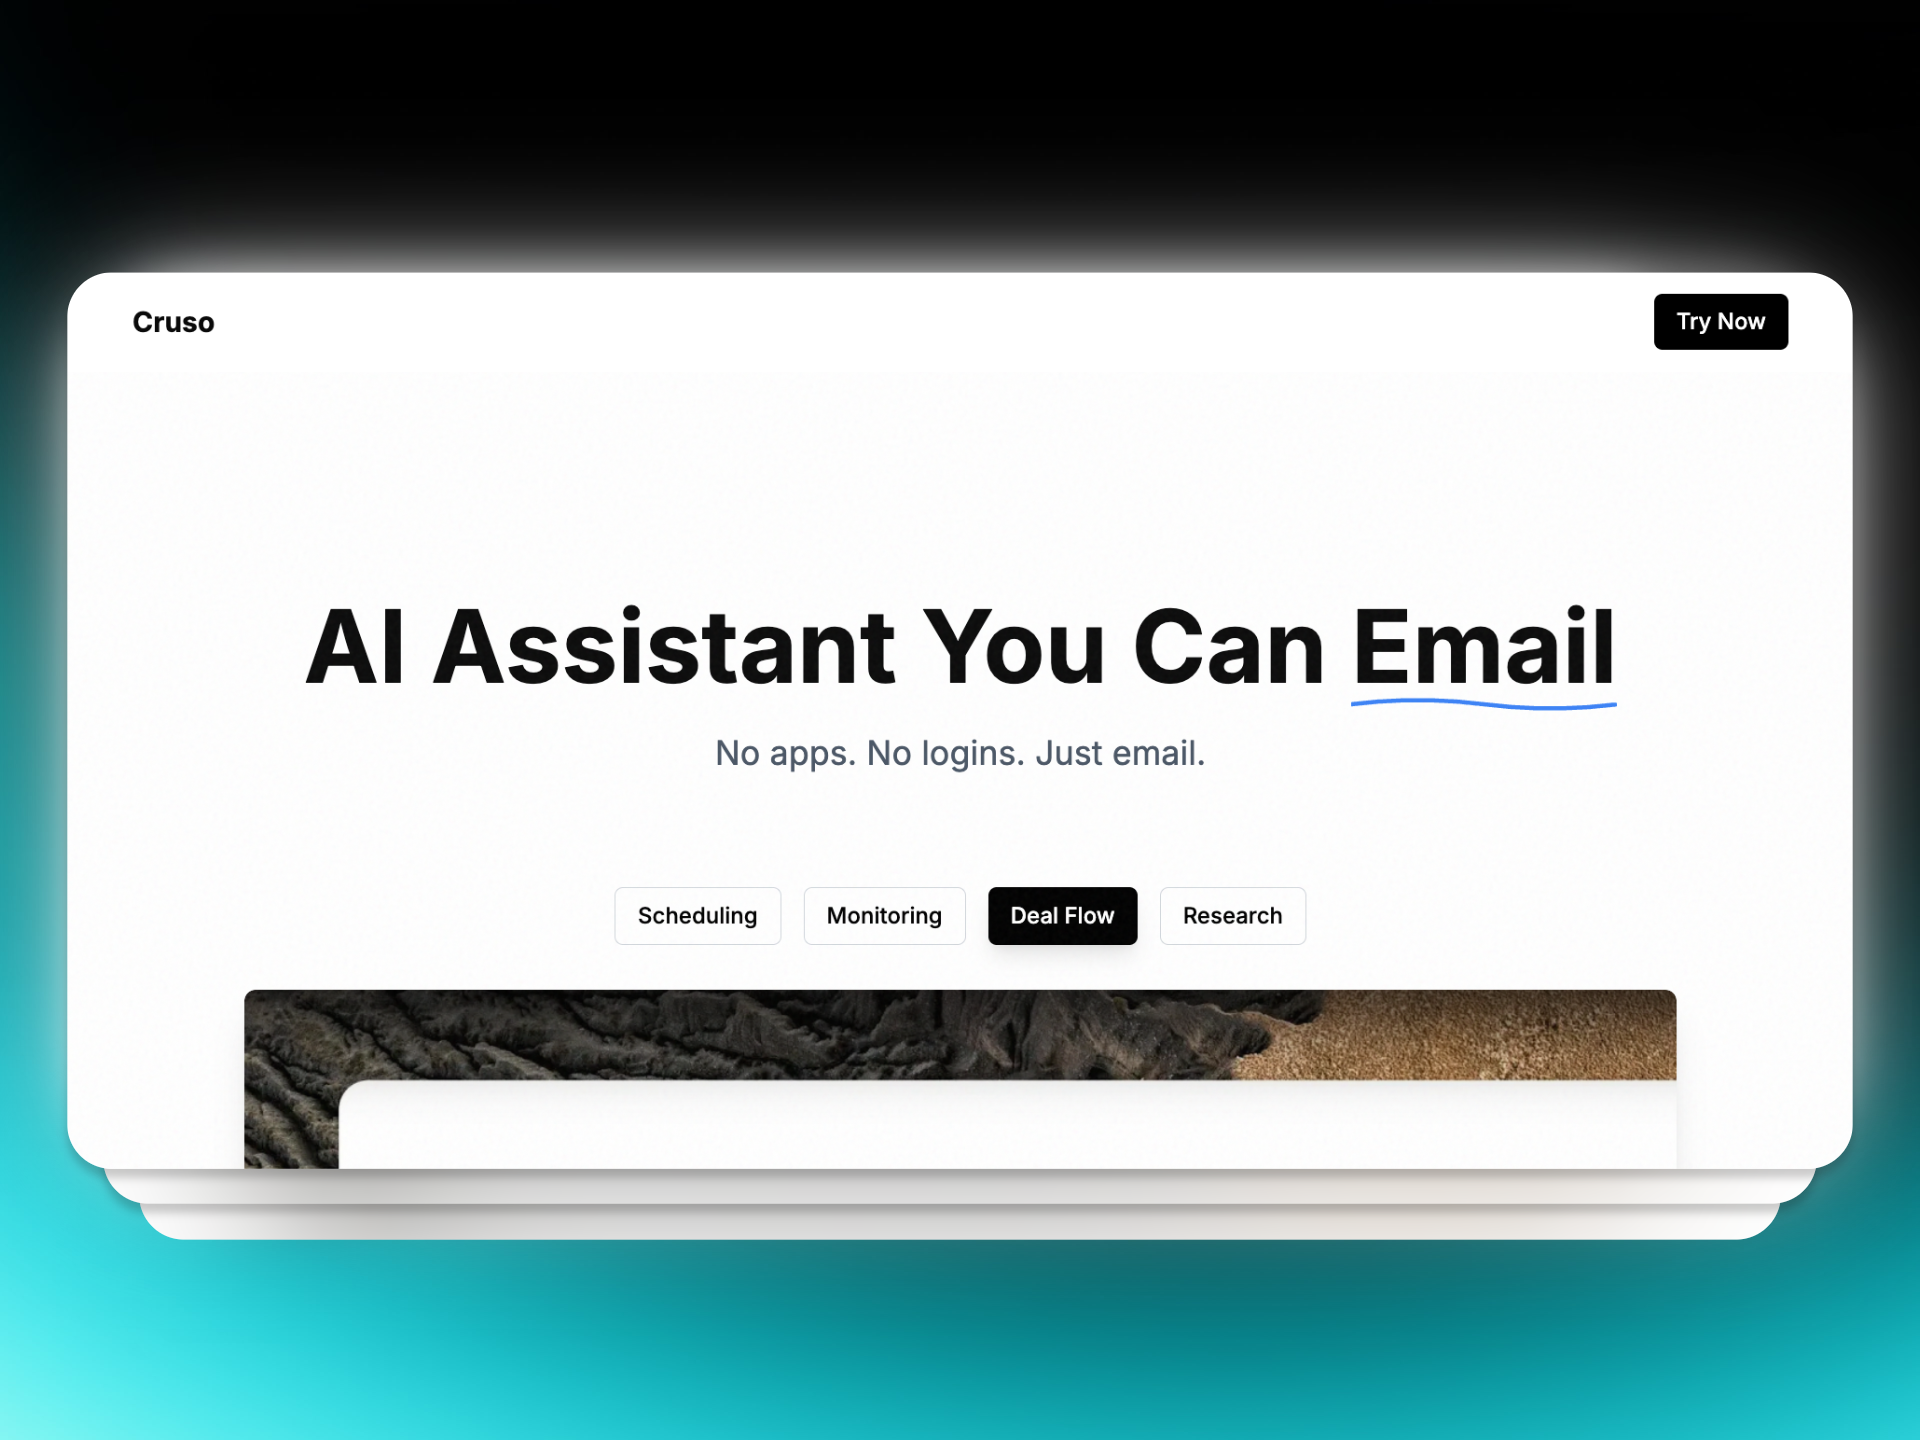 Cruso
Try Now
AI Assistant You Can Email
No apps. No logins. Just email.
Scheduling
Monitoring
Deal Flow
Research